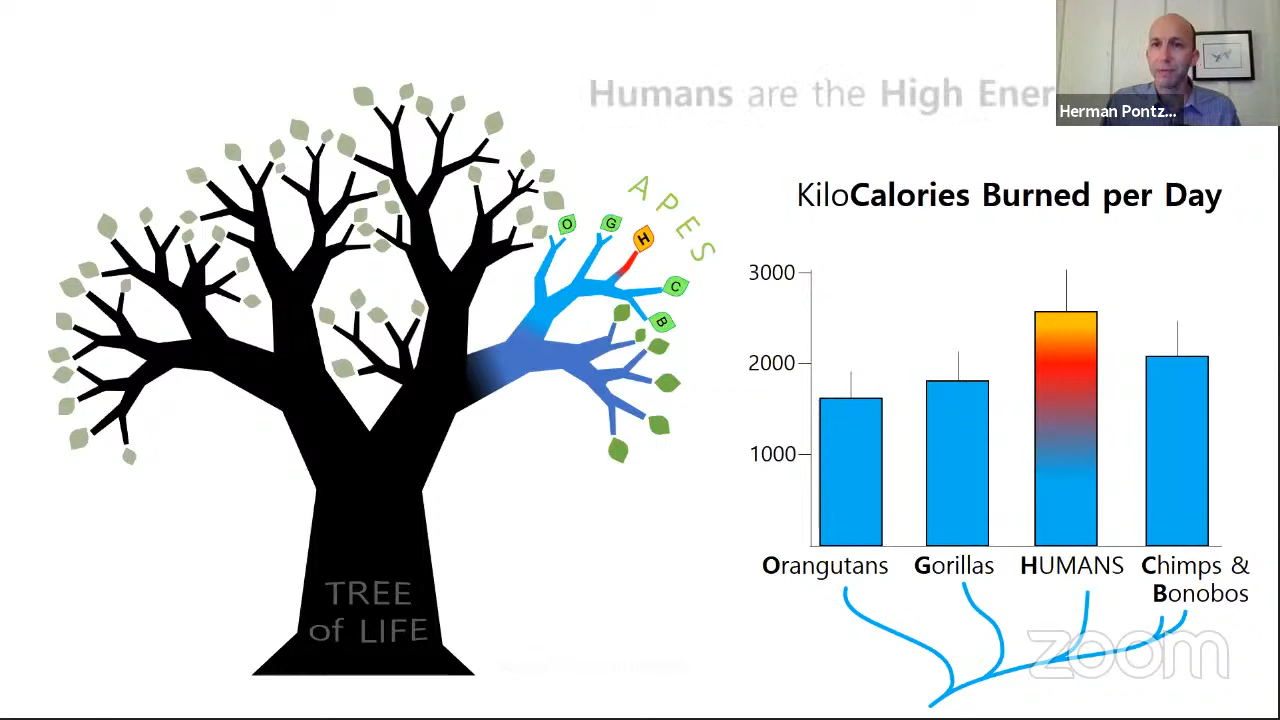 Humans are the High Ener
Herman Pontz...
APES
O
G
H
C
B
TREE
of LIFE
KiloCalories Burned per Day
3000
2000
1000
Orangutans
Gorillas
HUMANS
Chimps &
Bonobos
zoom